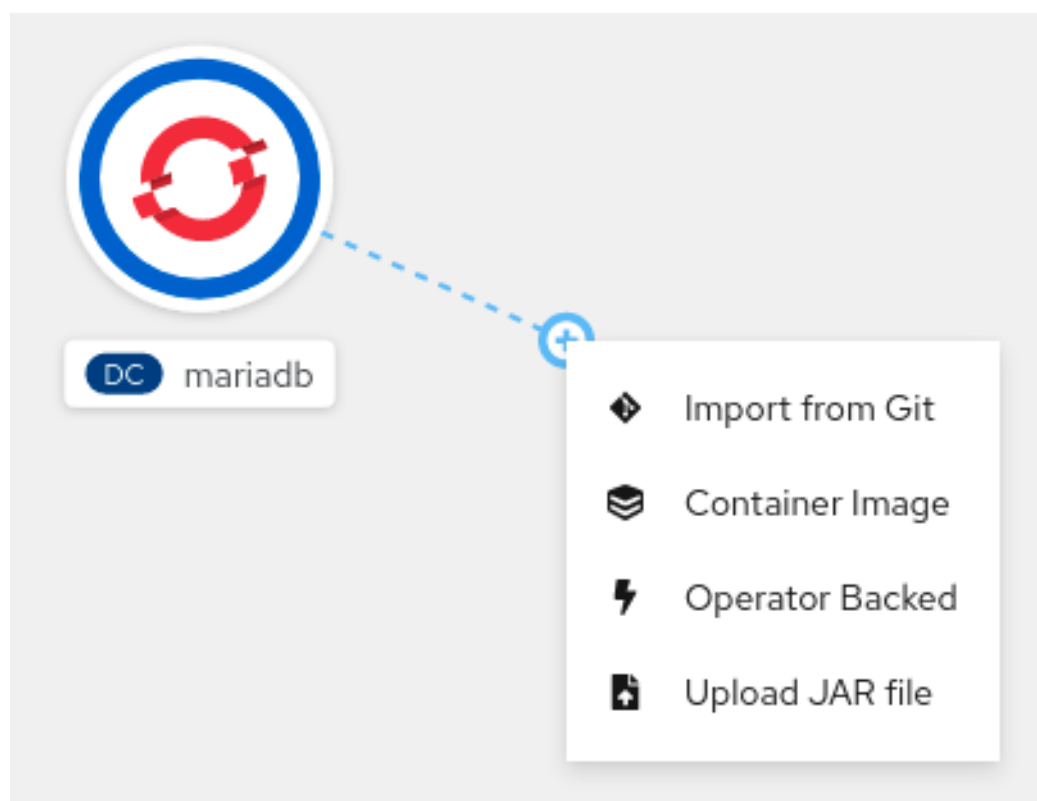 DC mariadb
Import from Git
Container Image
Operator Backed
Upload JAR file